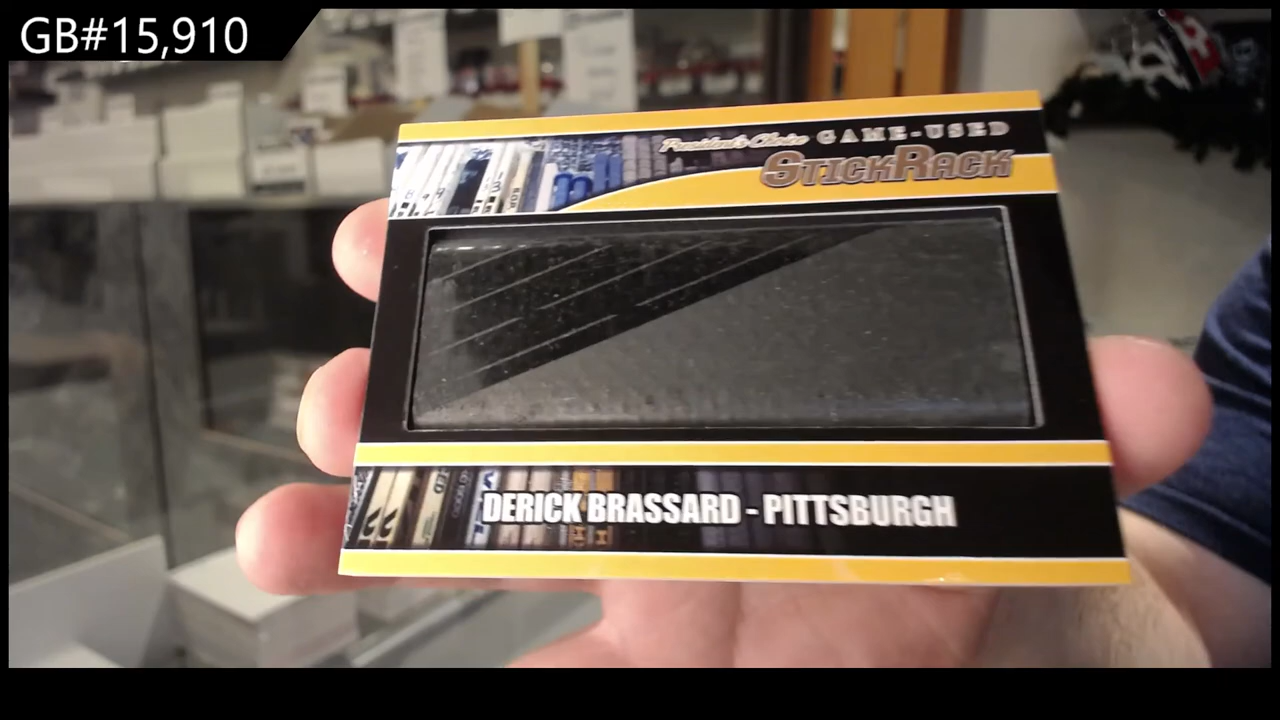 GB#15,910
President's Choice GAME-USED
STICKRACK
DERICK BRASSARD - PITTSBURGH